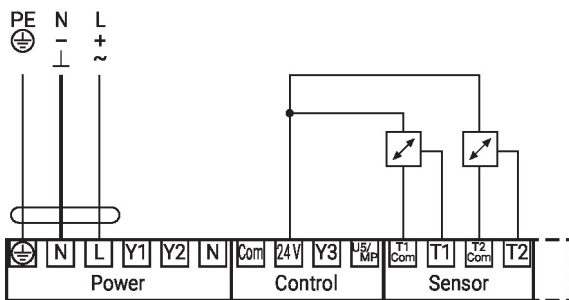 PE N L
− +
⊥ ~
N L Y1 Y2 N Com 24V Y3 U5/MP T1 Com T1 T2 Com T2
Power Control Sensor